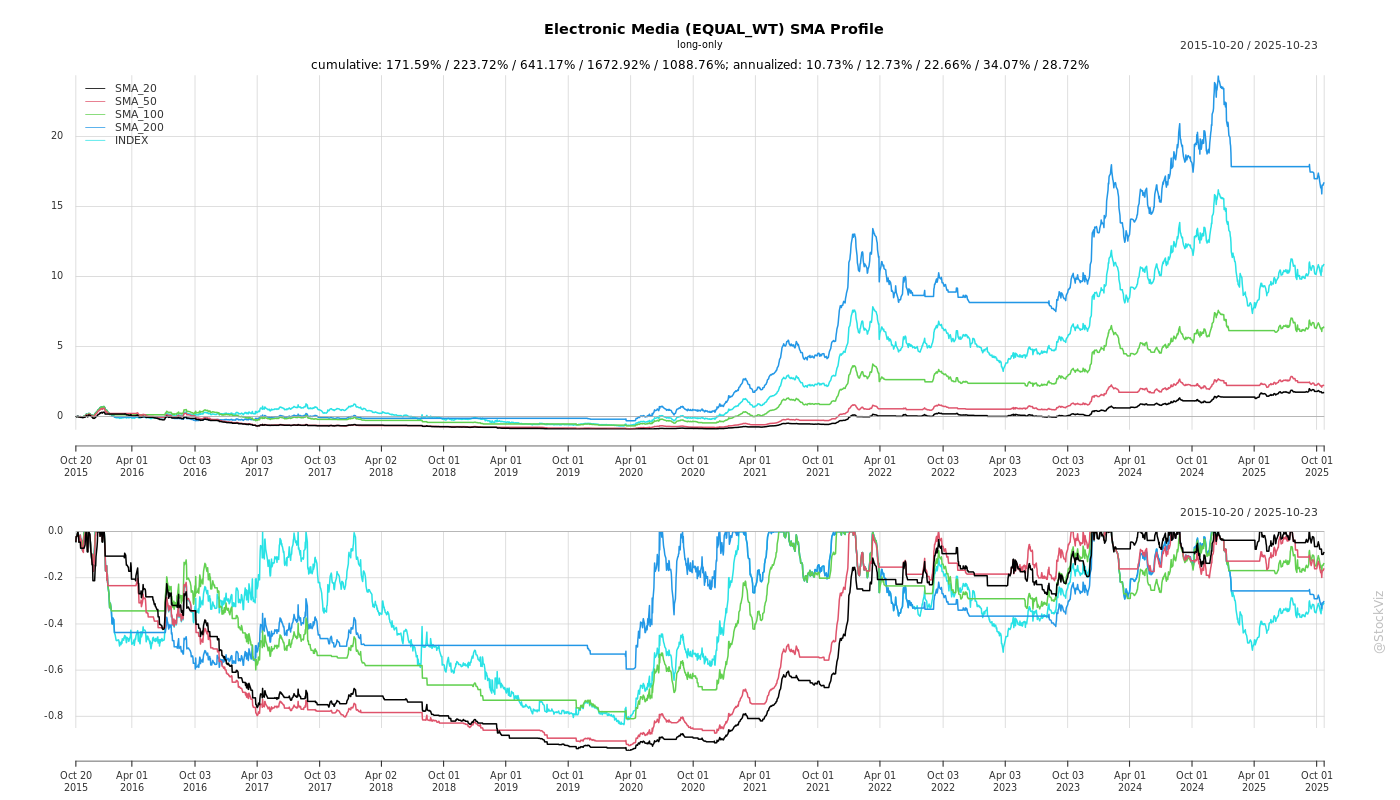 Electronic Media (EQUAL_WT) SMA Profile
long-only
2015-10-20 / 2025-10-23
cumulative: 171.59% / 223.72% / 641.17% / 1672.92% / 1088.76%; annualized: 10.73% / 12.73% / 22.66% / 34.07% / 28.72%
SMA_20
SMA_50
SMA_100
SMA_200
INDEX
20
15
10
5
0
Oct 20 Apr 01 Oct 03 Apr 03 Oct 03 Apr 02 Oct 01 Apr 01 Oct 01 Apr 01 Oct 01 Apr 01 Oct 01 Apr 01 Oct 03 Apr 03 Oct 03 Apr 01 Oct 01 Apr 01 Oct 01
2015 2016 2016 2017 2017 2018 2018 2019 2019 2020 2020 2021 2021 2022 2022 2023 2023 2024 2024 2025 2025
2015-10-20 / 2025-10-23
0.0
-0.2
-0.4
-0.6
-0.8
Oct 20 Apr 01 Oct 03 Apr 03 Oct 03 Apr 02 Oct 01 Apr 01 Oct 01 Apr 01 Oct 01 Apr 01 Oct 01 Apr 01 Oct 03 Apr 03 Oct 03 Apr 01 Oct 01 Apr 01 Oct 01
2015 2016 2016 2017 2017 2018 2018 2019 2019 2020 2020 2021 2021 2022 2022 2023 2023 2024 2024 2025 2025
@StockViz